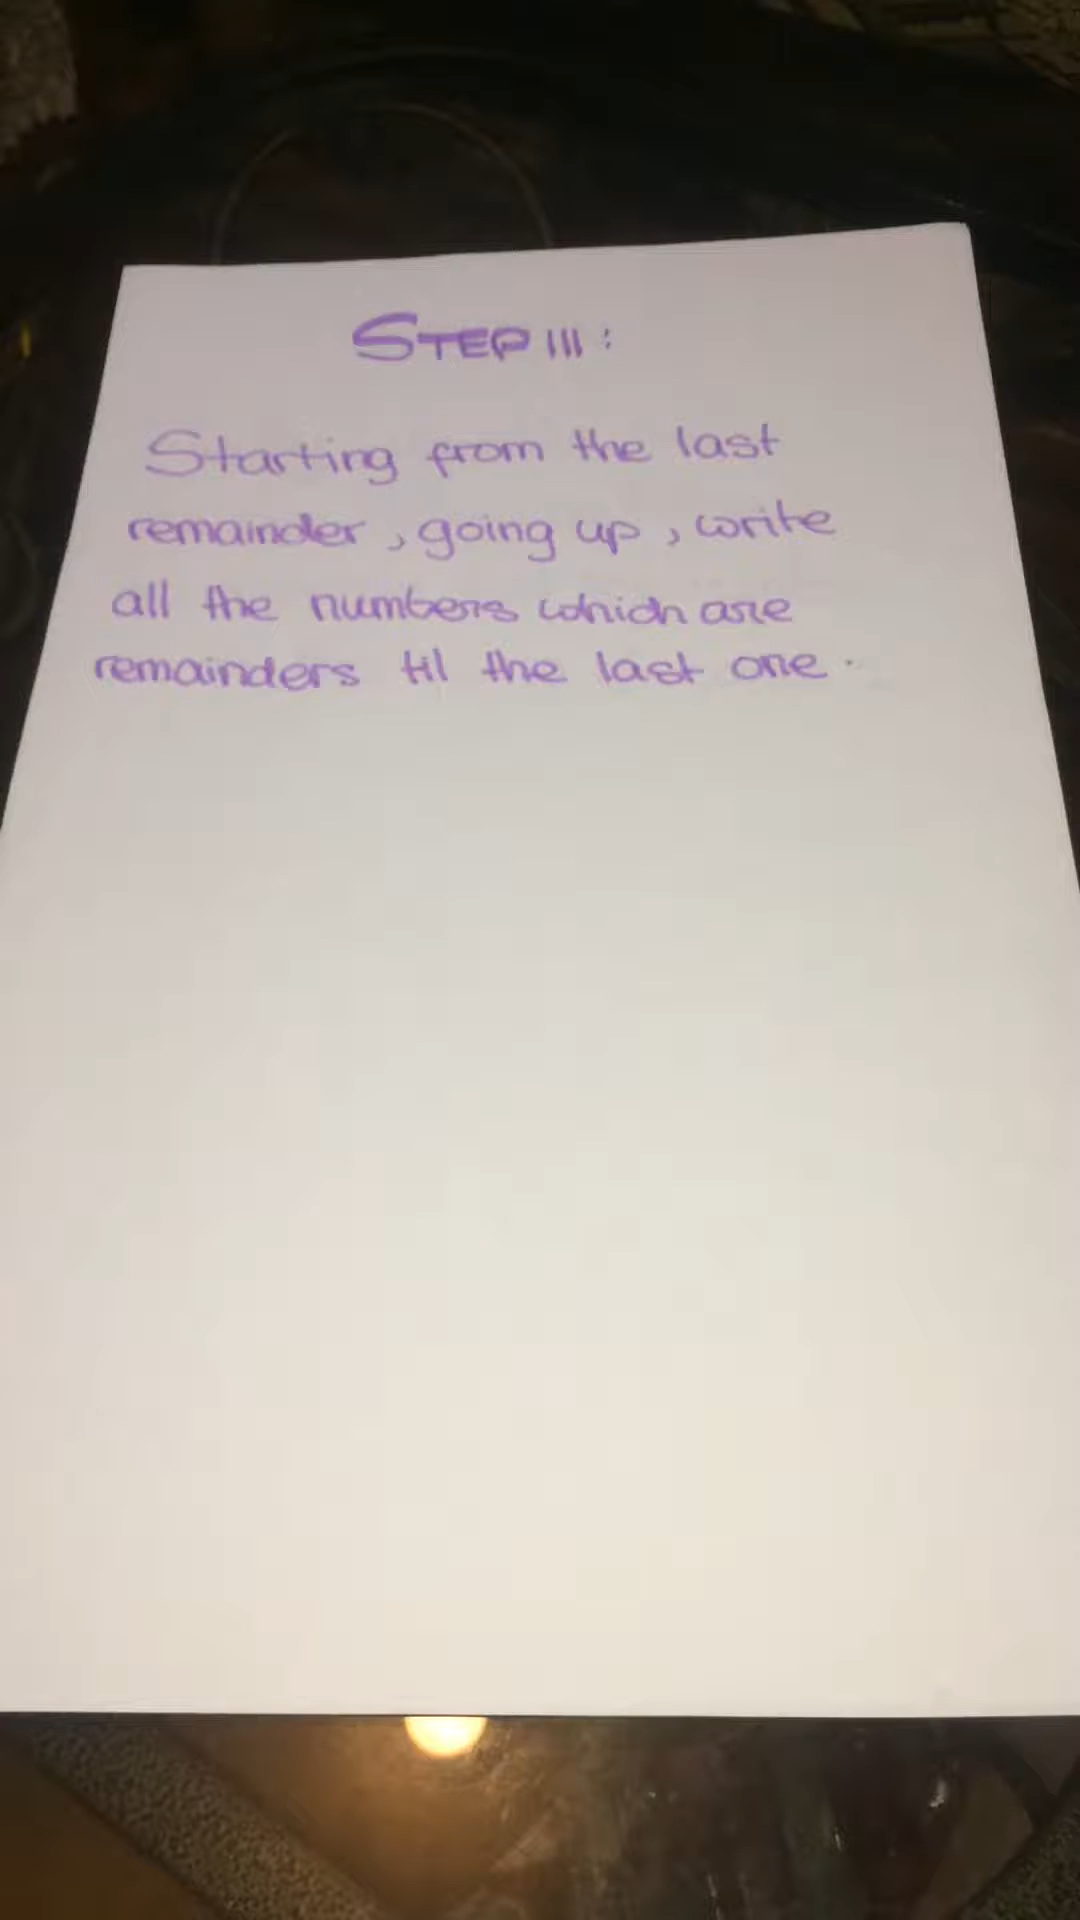 STEP III:
Starting from the last
remainder, going up, write
all the numbers which are
remainders til the last one.